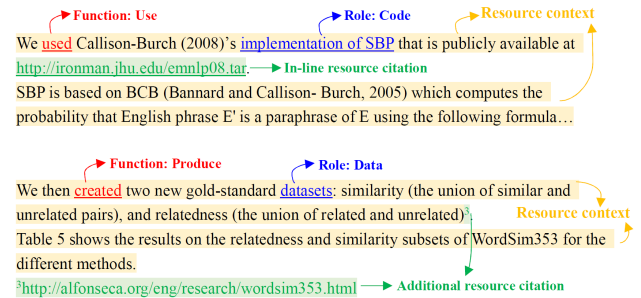 Function: Use
Role: Code
Resource context
We used Callison-Burch (2008)'s implementation of SBP that is publicly available at
http://ironman.jhu.edu/emnlp08.tar.
In-line resource citation
SBP is based on BCB (Bannard and Callison- Burch, 2005) which computes the
probability that English phrase E' is a paraphrase of E using the following formula…
Function: Produce
Role: Data
We then created two new gold-standard datasets: similarity (the union of similar and
unrelated pairs), and relatedness (the union of related and unrelated)3.
Resource context
Table 5 shows the results on the relatedness and similarity subsets of WordSim353 for the
different methods.
3http://alfonseca.org/eng/research/wordsim353.html
Additional resource citation